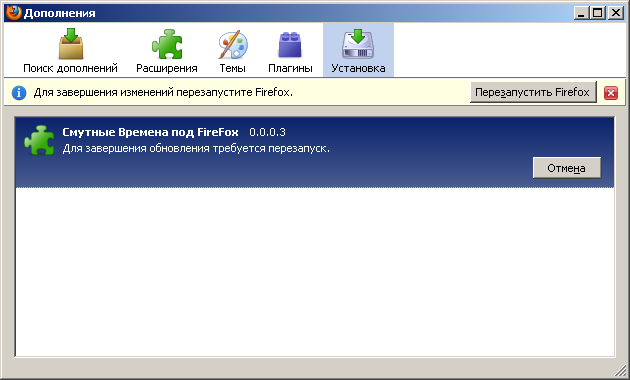 Дополнения
Поиск дополнений Расширения Темы Плагины Установка
Для завершения изменений перезапустите Firefox. Перезапустить Firefox
Смутные Времена под FireFox 0.0.0.3
Для завершения обновления требуется перезапуск.
Отмена